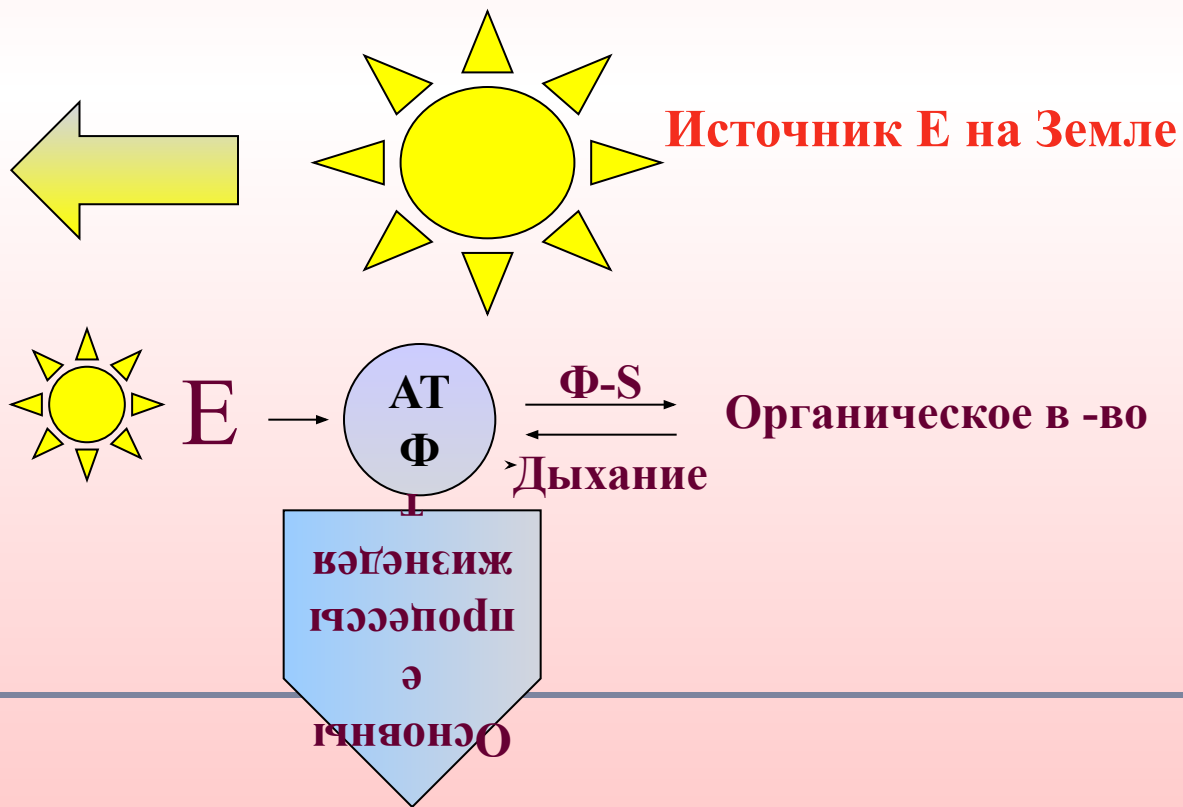 Источник Е на Земле
Е
АТ
Ф
Ф-S
Органическое в -во
Дыхание
Основны
е
процессы
жизнедея
т